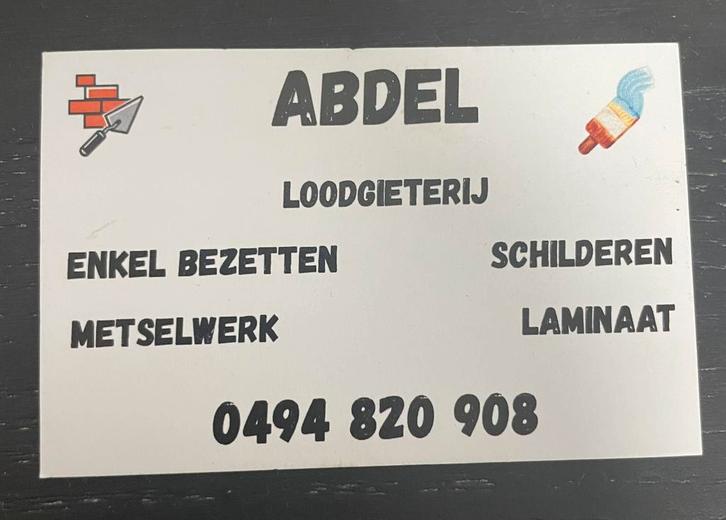 ABDEL
LOODGIETERIJ
ENKEL BEZETTEN
SCHILDEREN
METSELWERK
LAMINAAT
0494 820 908